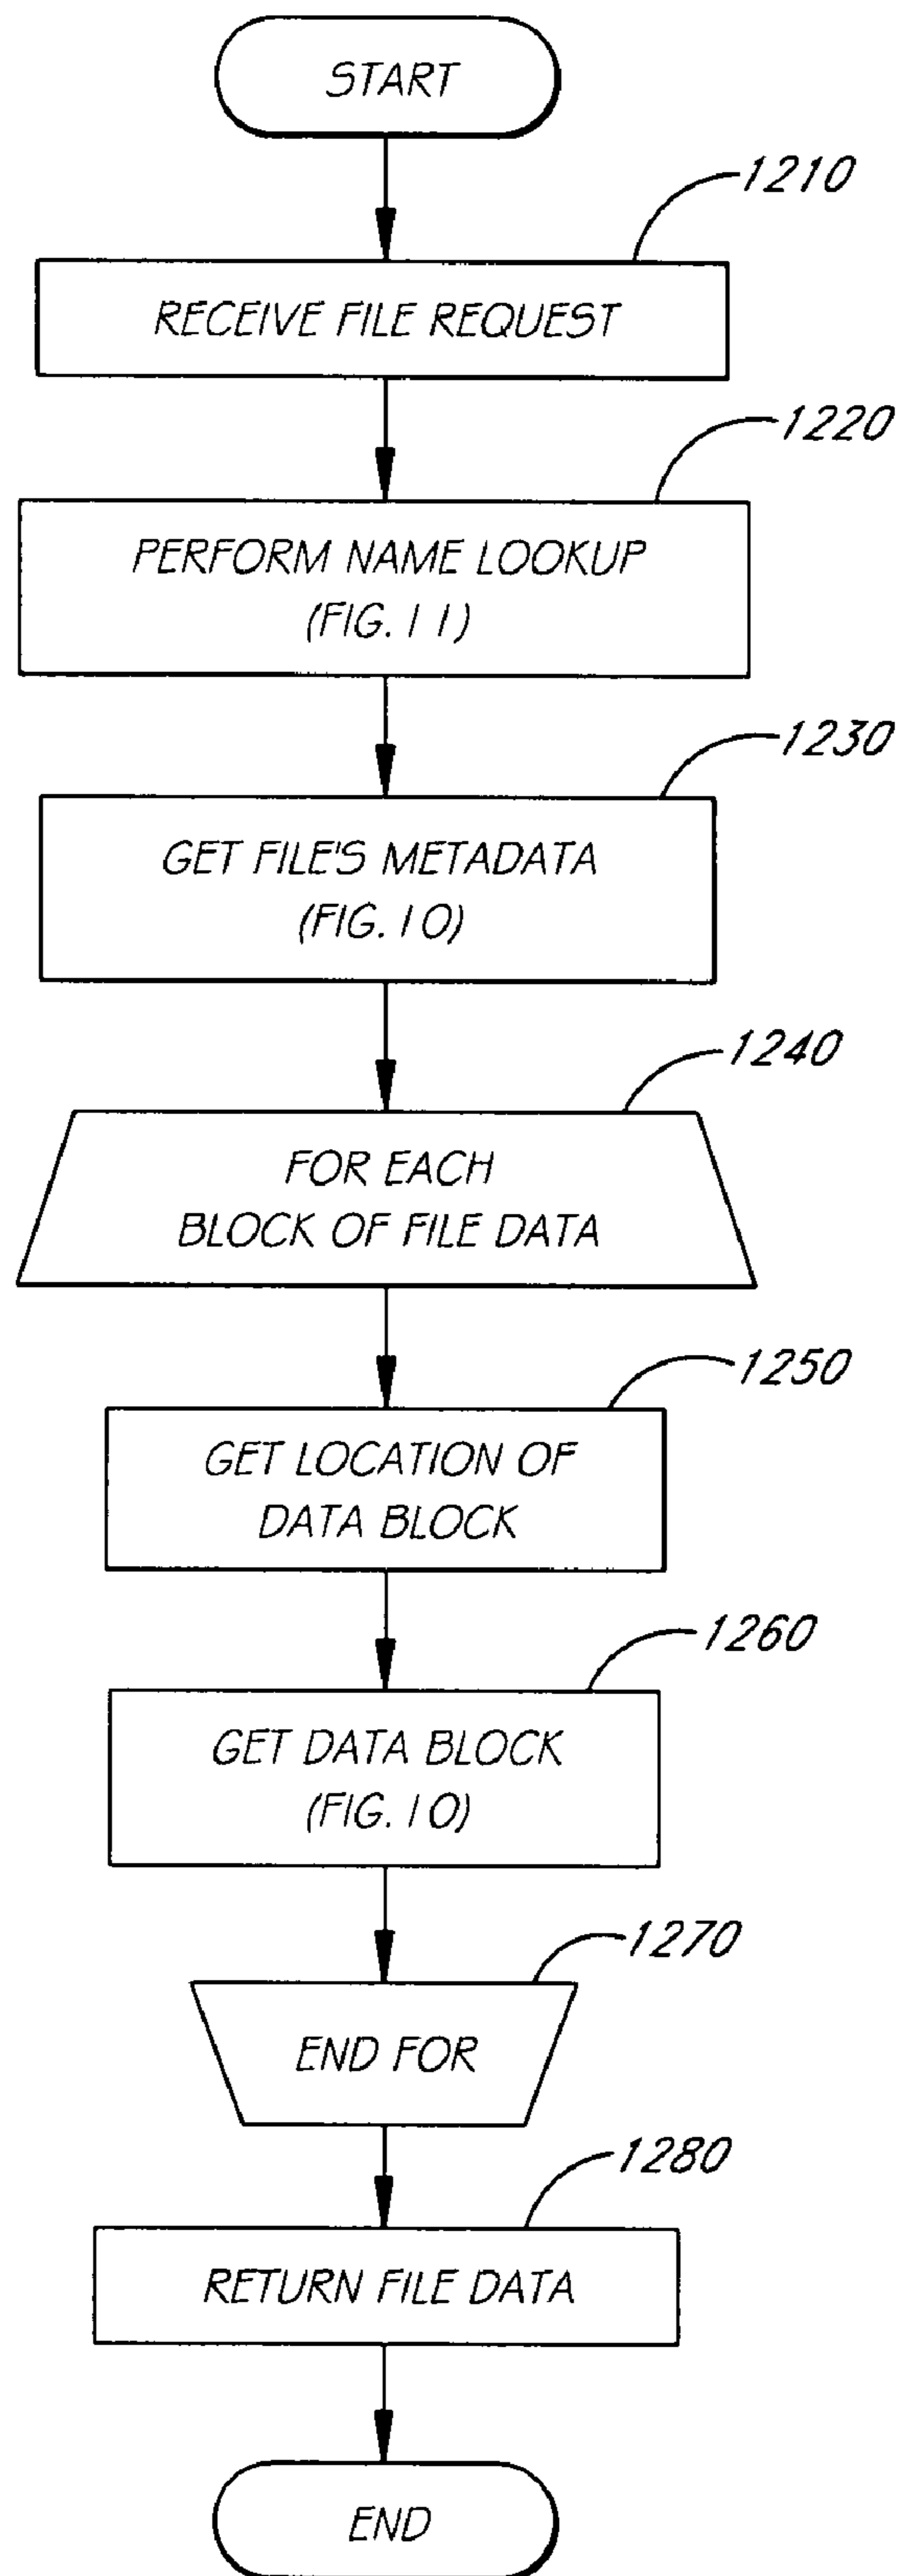 START
1210
RECEIVE FILE REQUEST
1220
PERFORM NAME LOOKUP
(FIG. 11)
1230
GET FILE'S METADATA
(FIG. 10)
1240
FOR EACH
BLOCK OF FILE DATA
1250
GET LOCATION OF
DATA BLOCK
1260
GET DATA BLOCK
(FIG. 10)
1270
END FOR
1280
RETURN FILE DATA
END